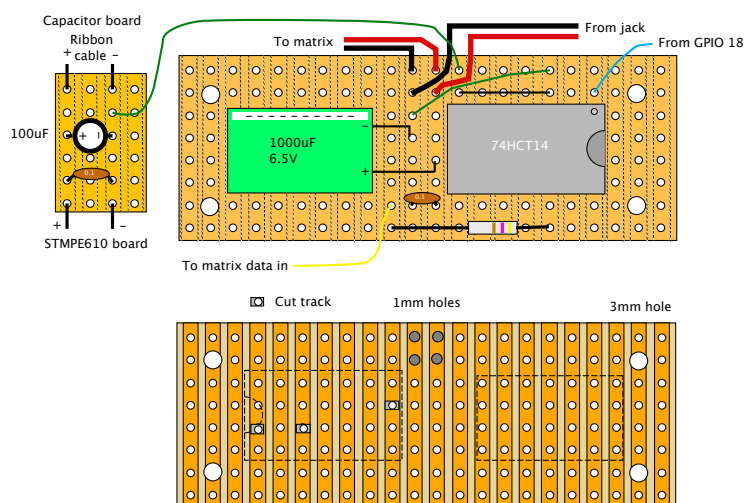 Capacitor board
Ribbon
cable
+
–
100uF
+
–
0.1
+
–
STMPE610 board
To matrix
From jack
From GPIO 18
1000uF
6.5V
–
+
74HCT14
0.1
To matrix data in
Cut track
1mm holes
3mm hole